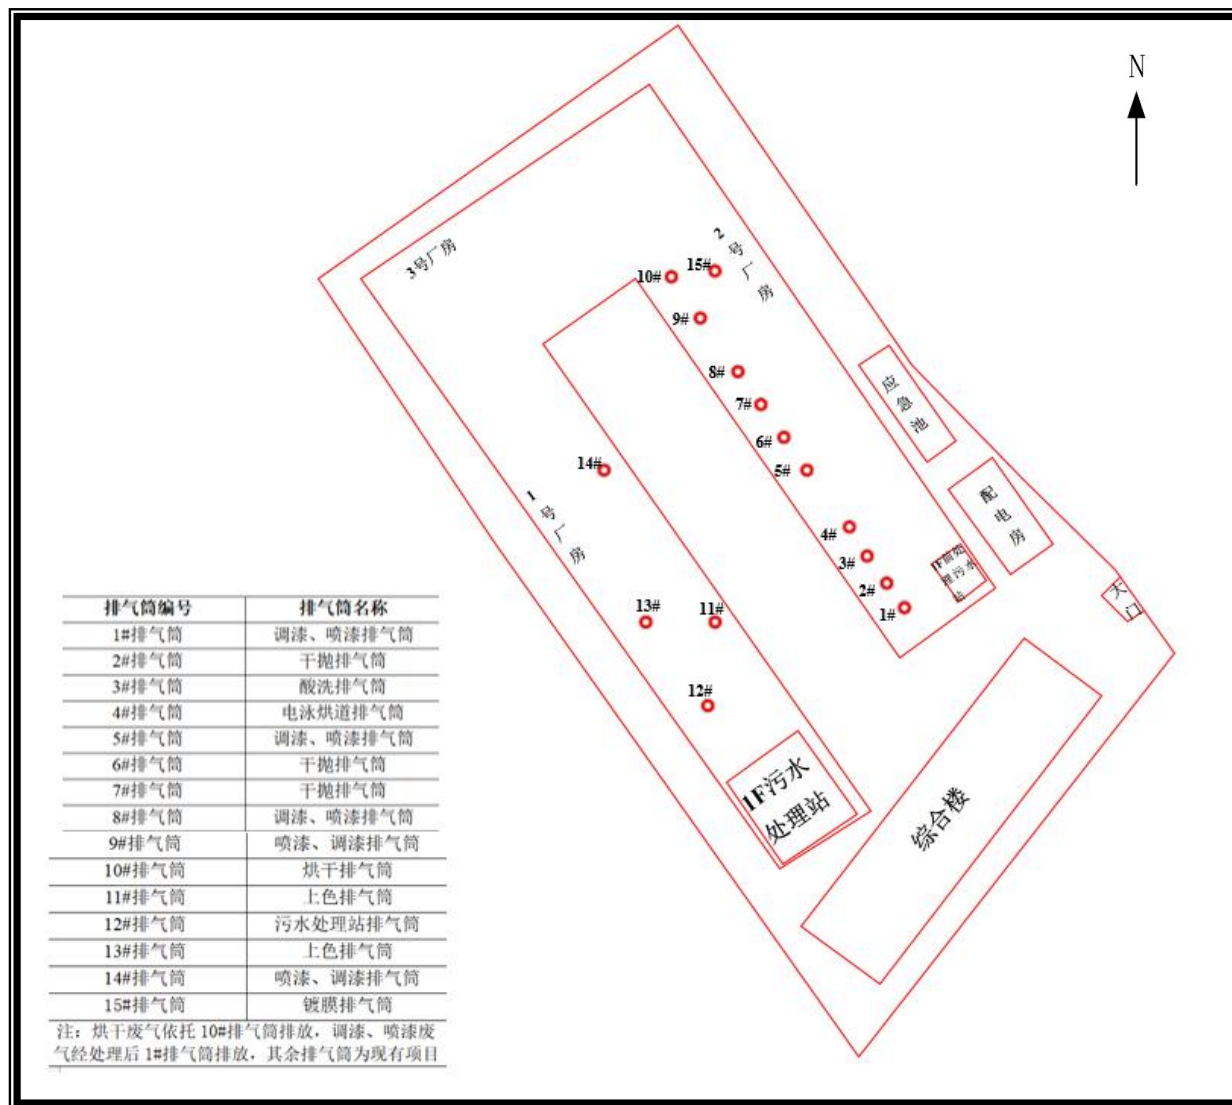 N
3号厂房
2号厂房
10#
15#
9#
8#
7#
6#
5#
应急池
配电房
14#
1号厂房
4#
3#
2#
1#
1F前处
理污水
站
大门
13#
11#
12#
1F污水
处理站
综合楼
排气筒编号 排气筒名称
1#排气筒 调漆、喷漆排气筒
2#排气筒 干抛排气筒
3#排气筒 酸洗排气筒
4#排气筒 电泳烘道排气筒
5#排气筒 调漆、喷漆排气筒
6#排气筒 干抛排气筒
7#排气筒 干抛排气筒
8#排气筒 调漆、喷漆排气筒
9#排气筒 喷漆、调漆排气筒
10#排气筒 烘干排气筒
11#排气筒 上色排气筒
12#排气筒 污水处理站排气筒
13#排气筒 上色排气筒
14#排气筒 喷漆、调漆排气筒
15#排气筒 镀膜排气筒
注：烘干废气依托 10#排气筒排放，调漆、喷漆废
气经处理后 1#排气筒排放，其余排气筒为现有项目